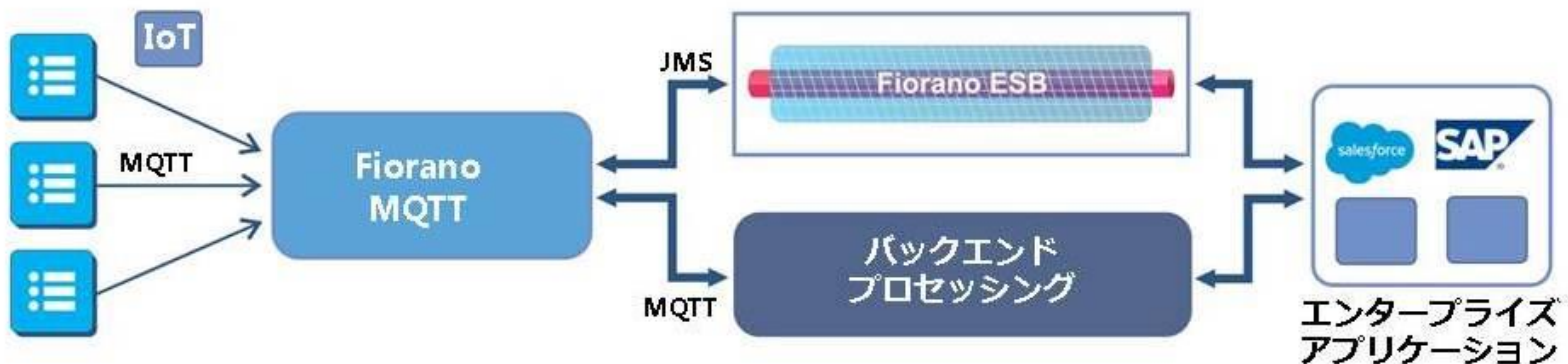 IoT
MQTT
Fiorano
MQTT
JMS
Fiorano ESB
MQTT
バックエンド
プロセッシング
salesforce
SAP
エンタープライズ
アプリケーション